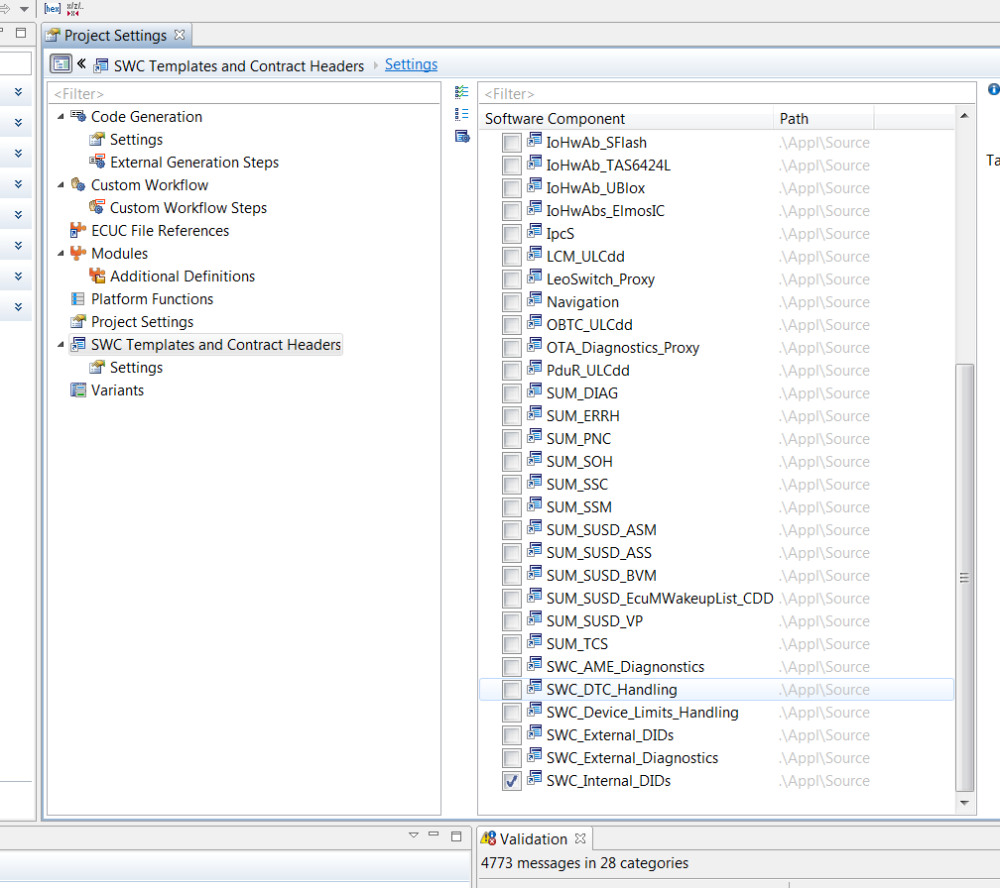 [hex]
Project Settings
« SWC Templates and Contract Headers Settings
<Filter>
Code Generation
Settings
External Generation Steps
Custom Workflow
Custom Workflow Steps
ECUC File References
Modules
Additional Definitions
Platform Functions
Project Settings
SWC Templates and Contract Headers
Settings
Variants
<Filter>
Software Component Path
IoHwAb_SFlash .\Appl\Source
IoHwAb_TAS6424L .\Appl\Source
IoHwAb_UBlox .\Appl\Source
IoHwAbs_ElmosIC .\Appl\Source
IpcS .\Appl\Source
LCM_ULCdd .\Appl\Source
LeoSwitch_Proxy .\Appl\Source
Navigation .\Appl\Source
OBTC_ULCdd .\Appl\Source
OTA_Diagnostics_Proxy .\Appl\Source
PduR_ULCdd .\Appl\Source
SUM_DIAG .\Appl\Source
SUM_ERRH .\Appl\Source
SUM_PNC .\Appl\Source
SUM_SOH .\Appl\Source
SUM_SSC .\Appl\Source
SUM_SSM .\Appl\Source
SUM_SUSD_ASM .\Appl\Source
SUM_SUSD_ASS .\Appl\Source
SUM_SUSD_BVM .\Appl\Source
SUM_SUSD_EcuMWakeupList_CDD .\Appl\Source
SUM_SUSD_VP .\Appl\Source
SUM_TCS .\Appl\Source
SWC_AME_Diagnonstics .\Appl\Source
SWC_DTC_Handling .\Appl\Source
SWC_Device_Limits_Handling .\Appl\Source
SWC_External_DIDs .\Appl\Source
SWC_External_Diagnostics .\Appl\Source
SWC_Internal_DIDs .\Appl\Source
Ta
Validation
4773 messages in 28 categories